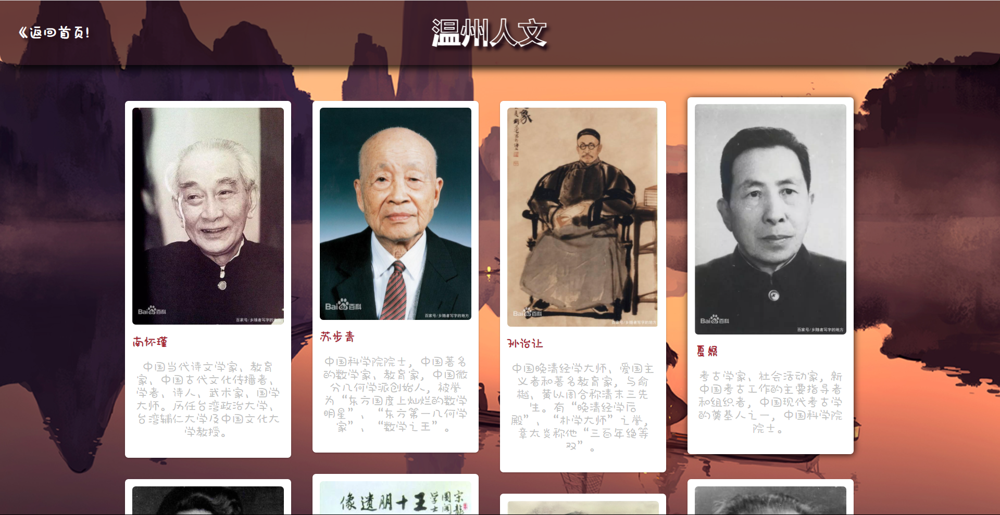 《返回首页!
温州人文
Bai du 百科
百家号/乡随者写字的地方
南怀瑾
中国当代诗文学家、教育
家、中国古代文化传播者、
学者、诗人、武术家、国学
大师。历任台湾政治大学、
台湾辅仁大学及中国文化大
学教授。
Bai du 百科
百家号/乡随者写字的地方
苏步青
中国科学院院士，中国著名
的数学家、教育家，中国微
分几何学派创始人，被誉
为“东方国度上灿烂的数学
明星”、“东方第一几何学
家”、“数学之王”。
Bai du 百科
百家号/乡随者写字的地方
孙诒让
中国晚清经学大师、爱国主
义者和著名教育家，与俞
樾、黄以周合称清末三先
生。有“晚清经学后
殿”、“朴学大师”之誉，
章太炎称他“三百年绝等
双”。
Bai du 百科
百家号/乡随者写字的地方
夏鼎
考古学家、社会活动家，新
中国考古工作的主要指导者
和组织者，中国现代考古学
的奠基人之一，中国科学院
院士。
像遗朋十王
学士